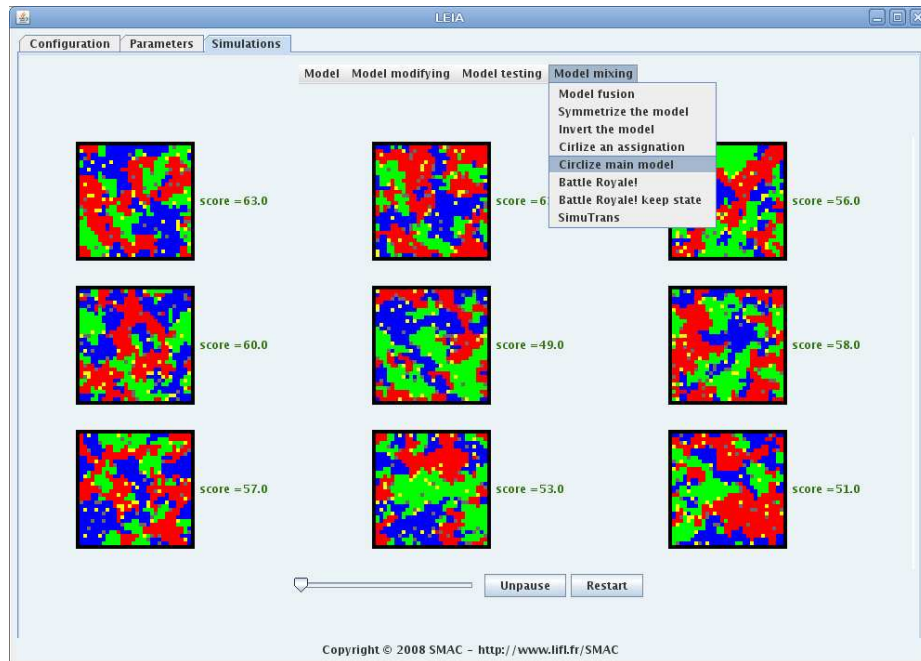 LEIA
Configuration Parameters Simulations
Model Model modifying Model testing Model mixing
Model fusion
Symmetrize the model
Invert the model
Cirlize an assignation
Circlize main model
Battle Royale!
Battle Royale! keep state
SimuTrans
score =63.0
score =6
score =56.0
score =60.0
score =49.0
score =58.0
score =57.0
score =53.0
score =51.0
Unpause Restart
Copyright © 2008 SMAC - http://www.lifl.fr/SMAC